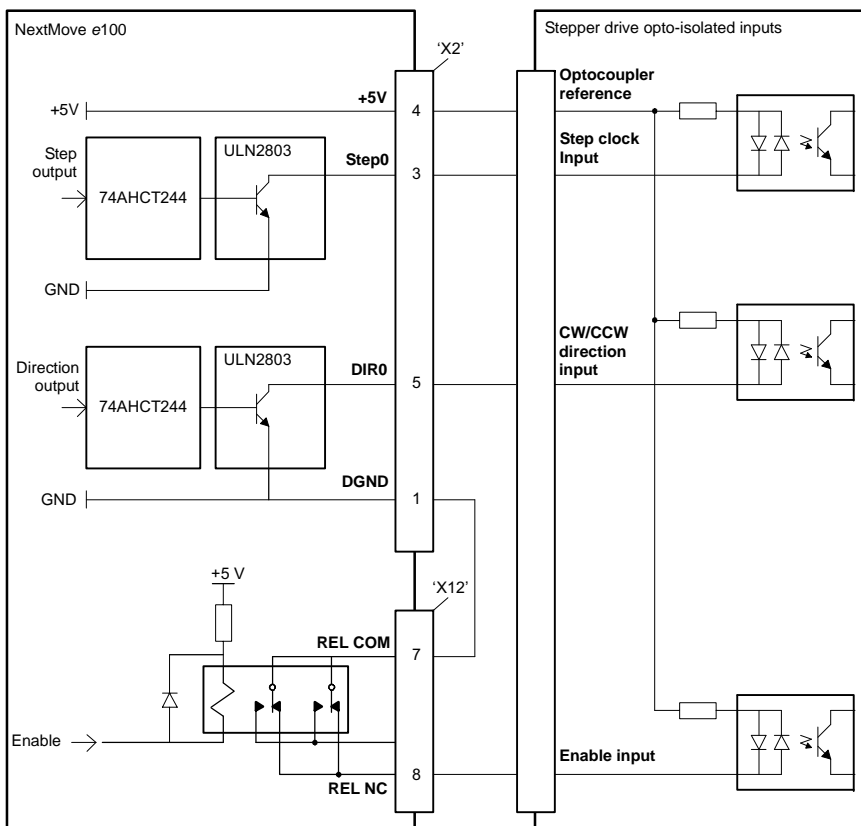 NextMove e100
Stepper drive opto-isolated inputs
'X2'
+5V
+5V
4
Optocoupler
reference
Step
output
74AHCT244
ULN2803
Step0
3
Step clock
Input
GND
Direction
output
74AHCT244
ULN2803
DIR0
5
CW/CCW
direction
input
GND
DGND
1
+5 V
'X12'
REL COM
7
Enable
8
REL NC
Enable input